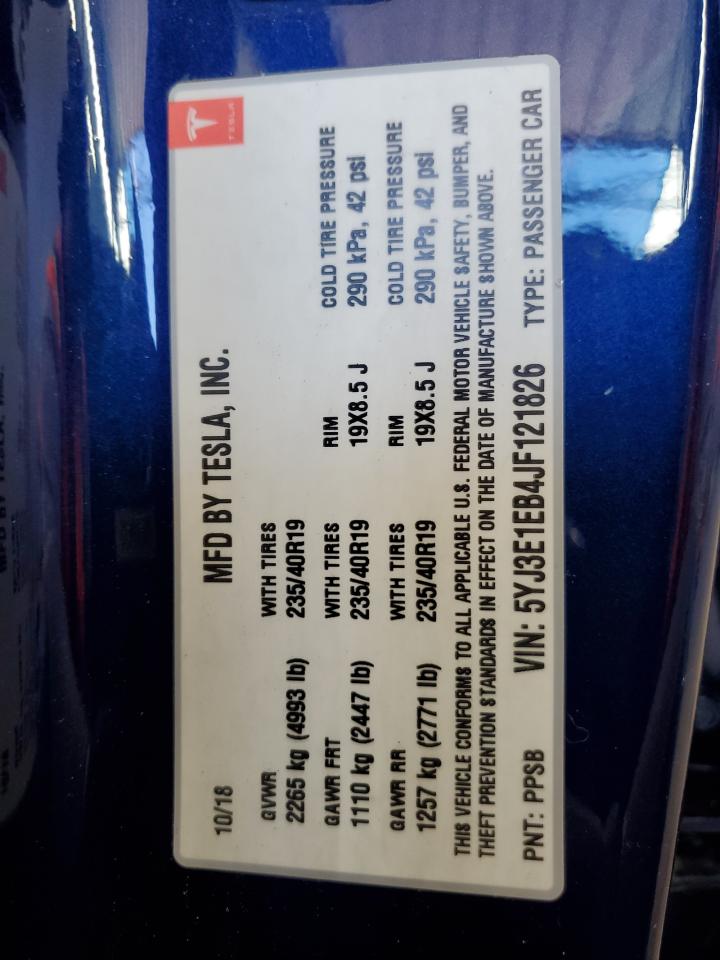 TESLA
10/18 MFD BY TESLA, INC.
GVWR WITH TIRES
2265 kg (4993 lb) 235/40R19
GAWR FRT WITH TIRES RIM COLD TIRE PRESSURE
1110 kg (2447 lb) 235/40R19 19X8.5 J 290 kPa, 42 psi
GAWR RR WITH TIRES RIM COLD TIRE PRESSURE
1257 kg (2771 lb) 235/40R19 19X8.5 J 290 kPa, 42 psi
THIS VEHICLE CONFORMS TO ALL APPLICABLE U.S. FEDERAL MOTOR VEHICLE SAFETY, BUMPER, AND
THEFT PREVENTION STANDARDS IN EFFECT ON THE DATE OF MANUFACTURE SHOWN ABOVE.
PNT: PPSB VIN: 5YJ3E1EB4JF121826 TYPE: PASSENGER CAR